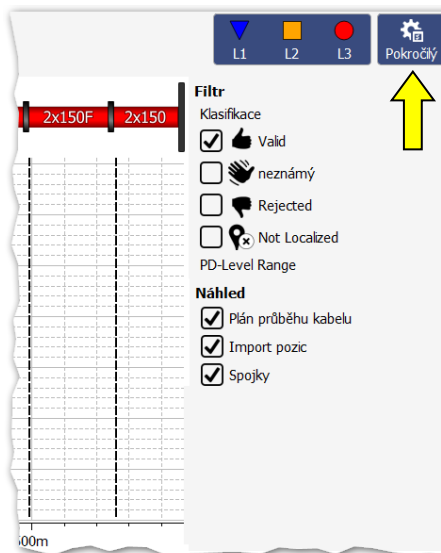 L1 L2 L3 Pokročilý
Filtr
2x150F 2x150
Klasifikace
Valid
neznámý
Rejected
Not Localized
PD-Level Range
Náhled
Plán průběhu kabelu
Import pozic
Spojky